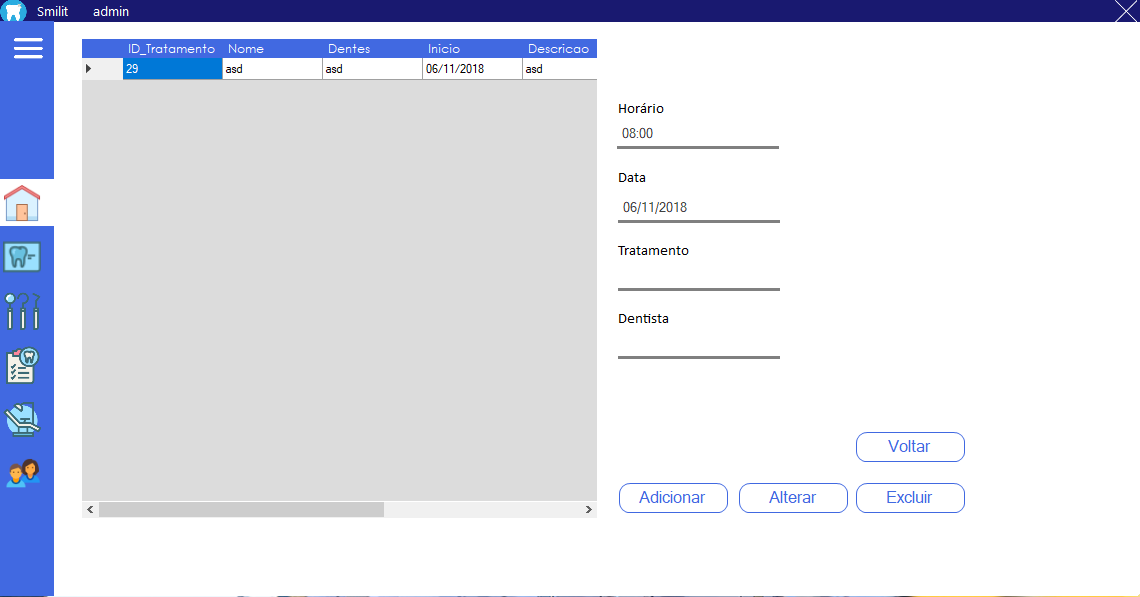 Smilit admin
ID_Tratamento Nome Dentes Inicio Descricao
29 asd asd 06/11/2018 asd
Horário
08:00
Data
06/11/2018
Tratamento
Dentista
Voltar
Adicionar Alterar Excluir